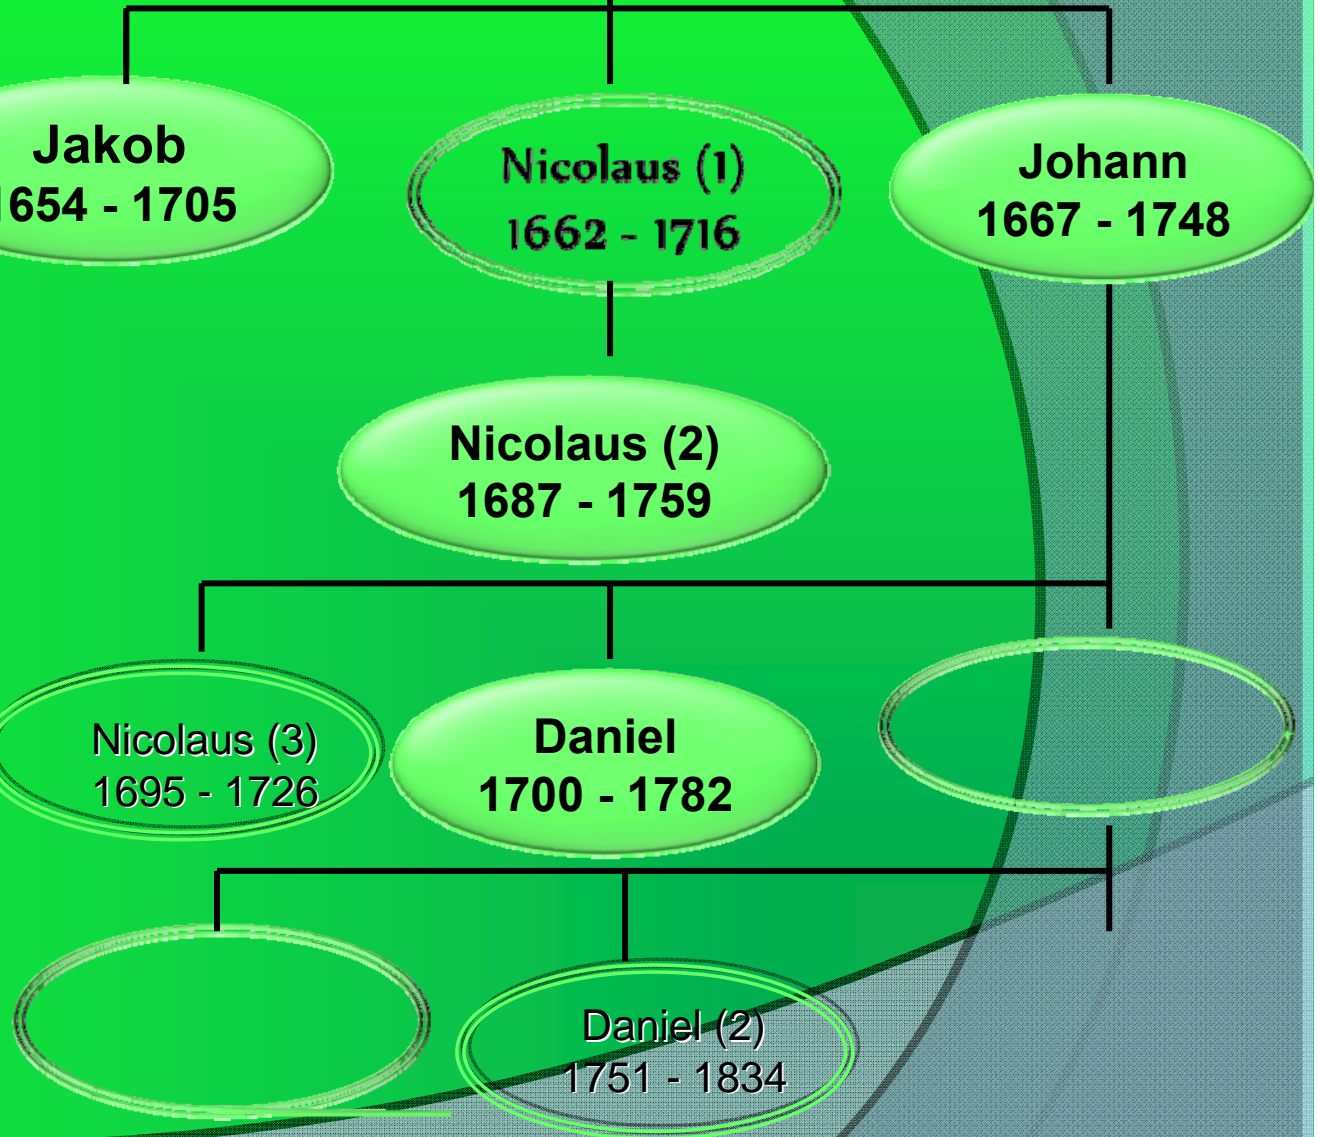 Jakob
1654 - 1705
Nicolaus (1)
1662 - 1716
Johann
1667 - 1748
Nicolaus (2)
1687 - 1759
Nicolaus (3)
1695 - 1726
Daniel
1700 - 1782
Daniel (2)
1751 - 1834